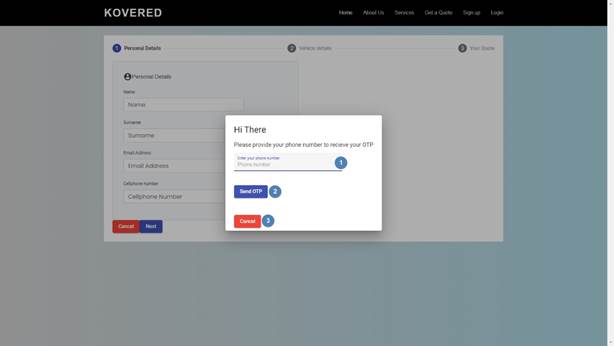 KOVERED
Home About Us Services Get a Quote Sign up Login
1 Personal Details 2 Vehicle details 3 Your Quote
Personal Details
Name
Name
Surname
Surname
Email Address
Email Address
Cellphone number
Cellphone Number
Cancel Next
Hi There
Please provide your phone number to recieve your OTP
Enter your phone number
Phone number
1
Send OTP 2
Cancel 3